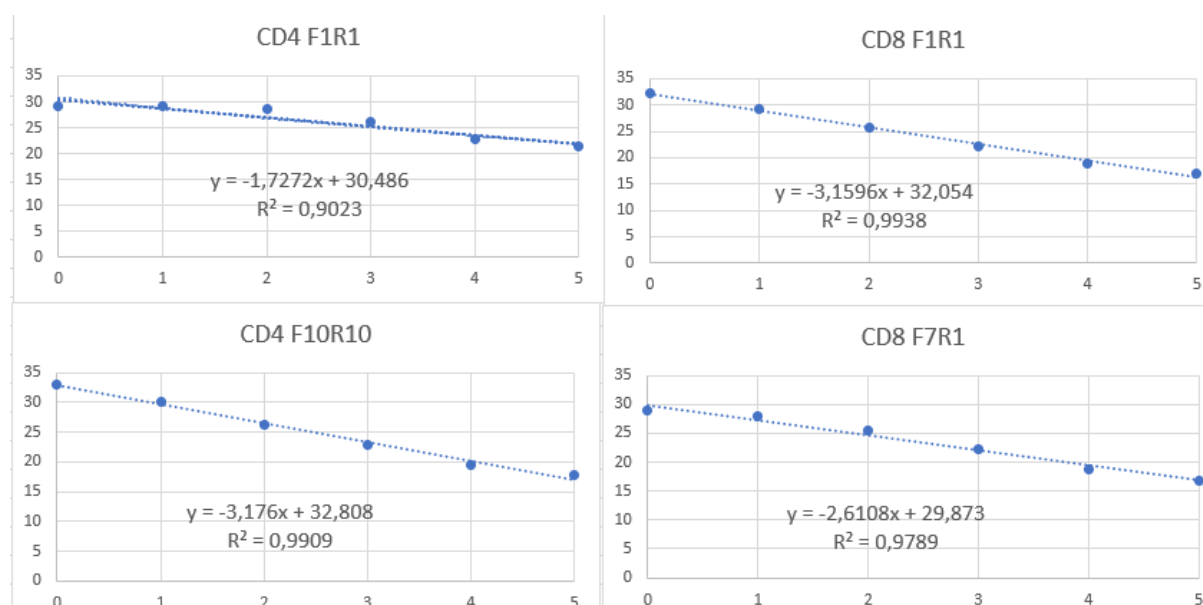 CD4 F1R1
35
30
25
20
15
10
5
0
y = -1,7272x + 30,486
R² = 0,9023
0 1 2 3 4 5
CD8 F1R1
35
30
25
20
15
10
5
0
y = -3,1596x + 32,054
R² = 0,9938
0 1 2 3 4 5
CD4 F10R10
35
30
25
20
15
10
5
0
y = -3,176x + 32,808
R² = 0,9909
0 1 2 3 4 5
CD8 F7R1
35
30
25
20
15
10
5
0
y = -2,6108x + 29,873
R² = 0,9789
0 1 2 3 4 5